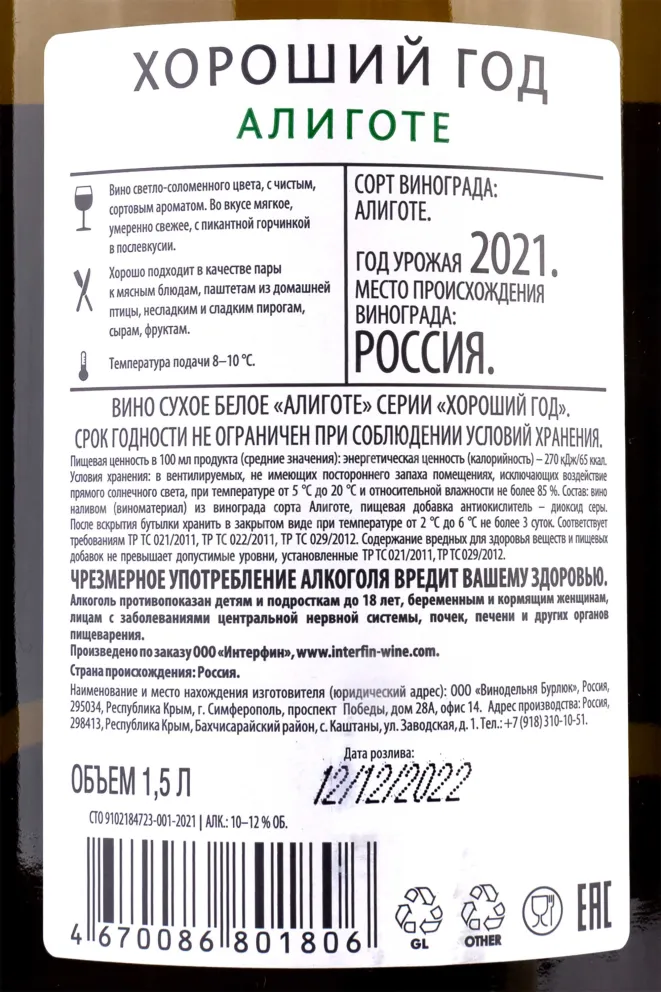 ХОРОШИЙ ГОД
АЛИГОТЕ
Вино светло-соломенного цвета, с чистым,
сортовым ароматом. Во вкусе мягкое,
умеренно свежее, с пикантной горчинкой
в послевкусии.
Хорошо подходит в качестве пары
к мясным блюдам, паштетам из домашней
птицы, несладким и сладким пирогам,
сырам, фруктам.
Температура подачи 8–10 °C.
СОРТ ВИНОГРАДА:
АЛИГОТЕ.
ГОД УРОЖАЯ 2021.
МЕСТО ПРОИСХОЖДЕНИЯ
ВИНОГРАДА:
РОССИЯ.
ВИНО СУХОЕ БЕЛОЕ «АЛИГОТЕ» СЕРИИ «ХОРОШИЙ ГОД».
СРОК ГОДНОСТИ НЕ ОГРАНИЧЕН ПРИ СОБЛЮДЕНИИ УСЛОВИЙ ХРАНЕНИЯ.
Пищевая ценность в 100 мл продукта (средние значения): энергетическая ценность (калорийность) – 270 кДж/65 ккал.
Условия хранения: в вентилируемых, не имеющих постороннего запаха помещениях, исключающих воздействие
прямого солнечного света, при температуре от 5 °C до 20 °C и относительной влажности не более 85 %. Состав: вино
наливом (виноматериал) из винограда сорта Алиготе, пищевая добавка антиокислитель – диоксид серы.
После вскрытия бутылки хранить в закрытом виде при температуре от 2 °C до 6 °C не более 3 суток. Соответствует
требованиям ТР ТС 021/2011, ТР ТС 022/2011, ТР ТС 029/2012. Содержание вредных для здоровья веществ и пищевых
добавок не превышает допустимые уровни, установленные ТР ТС 021/2011, ТР ТС 029/2012.
ЧРЕЗМЕРНОЕ УПОТРЕБЛЕНИЕ АЛКОГОЛЯ ВРЕДИТ ВАШЕМУ ЗДОРОВЬЮ.
Алкоголь противопоказан детям и подросткам до 18 лет, беременным и кормящим женщинам,
лицам с заболеваниями центральной нервной системы, почек, печени и других органов
пищеварения.
Произведено по заказу ООО «Интерфин», www.interfin-wine.com.
Страна происхождения: Россия.
Наименование и место нахождения изготовителя (юридический адрес): ООО «Винодельня Бурлюк», Россия,
295034, Республика Крым, г. Симферополь, проспект Победы, дом 28А, офис 14. Адрес производства: Россия,
298413, Республика Крым, Бахчисарайский район, с. Каштаны, ул. Заводская, д. 1. Тел.: +7 (918) 310-10-51.
Дата розлива:
ОБЪЕМ 1,5 Л
12/12/2022
СТО 9102184723-001-2021 | АЛК.: 10–12 % ОБ.
4 670086 801806
GL
OTHER
EAC